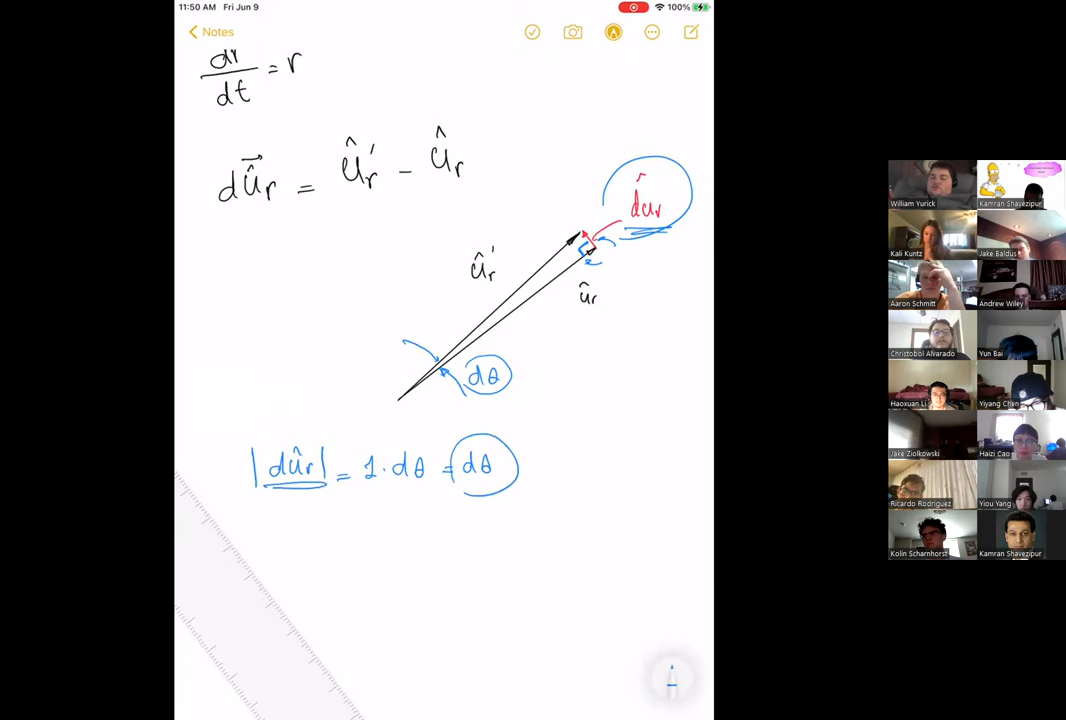 11:50 AM Fri Jun 9
100%
Notes
dr/dt = r
dûr = ûr' - ûr
dûr
ûr'
ûr
dθ
|dûr| = 1·dθ = dθ
William Yurick
Kamran Shavezipur
Kali Kuntz
Jake Baldus
Aaron Schmitt
Andrew Wiley
Christobol Alvarado
Yun Bai
Haoxuan Li
Yiyang Chen
Jake Ziolkowski
Haizi Cao
Ricardo Rodriguez
Yiou Yang
Kolin Scharnhorst
Kamran Shavezipur